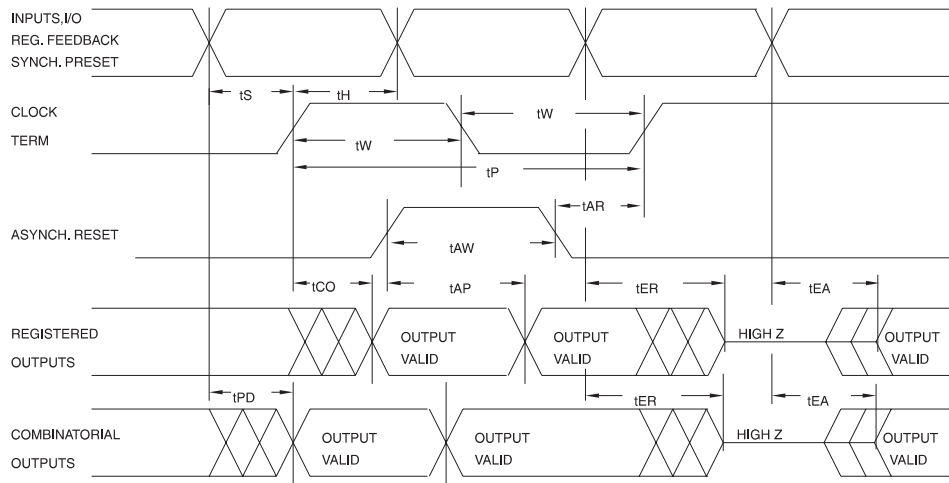 INPUTS,I/O
REG. FEEDBACK
SYNCH. PRESET
tS
tH
CLOCK
TERM
tW
tW
tP
tAR
ASYNCH. RESET
tAW
tCO
tAP
tER
tEA
REGISTERED
OUTPUTS
OUTPUT
VALID
OUTPUT
VALID
HIGH Z
OUTPUT
VALID
tPD
tER
tEA
COMBINATORIAL
OUTPUTS
OUTPUT
VALID
OUTPUT
VALID
HIGH Z
OUTPUT
VALID